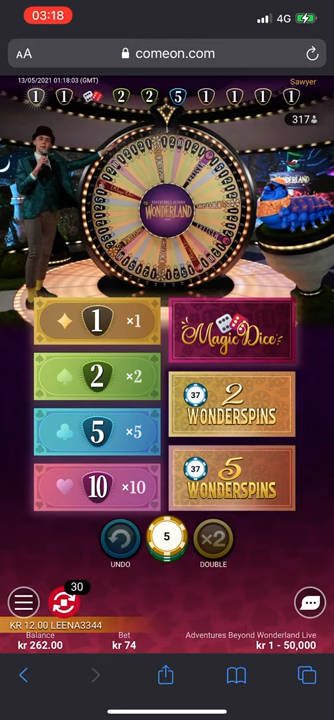 03:18
4G
AA comeon.com
13/05/2021 01:18:03 (GMT)
Sawyer
1 1 2 2 5 1 1 1 1
317
ADVENTURES BEYOND
WONDERLAND
WONDERLAND
1 ×1
Magic Dice
2 ×2
37 2
WONDERSPINS
5 ×5
37 5
WONDERSPINS
10 ×10
5
×2
UNDO
DOUBLE
30
KR 12.00 LEENA3344
Balance
Bet
Adventures Beyond Wonderland Live
kr 262.00
kr 74
kr 1 - 50,000